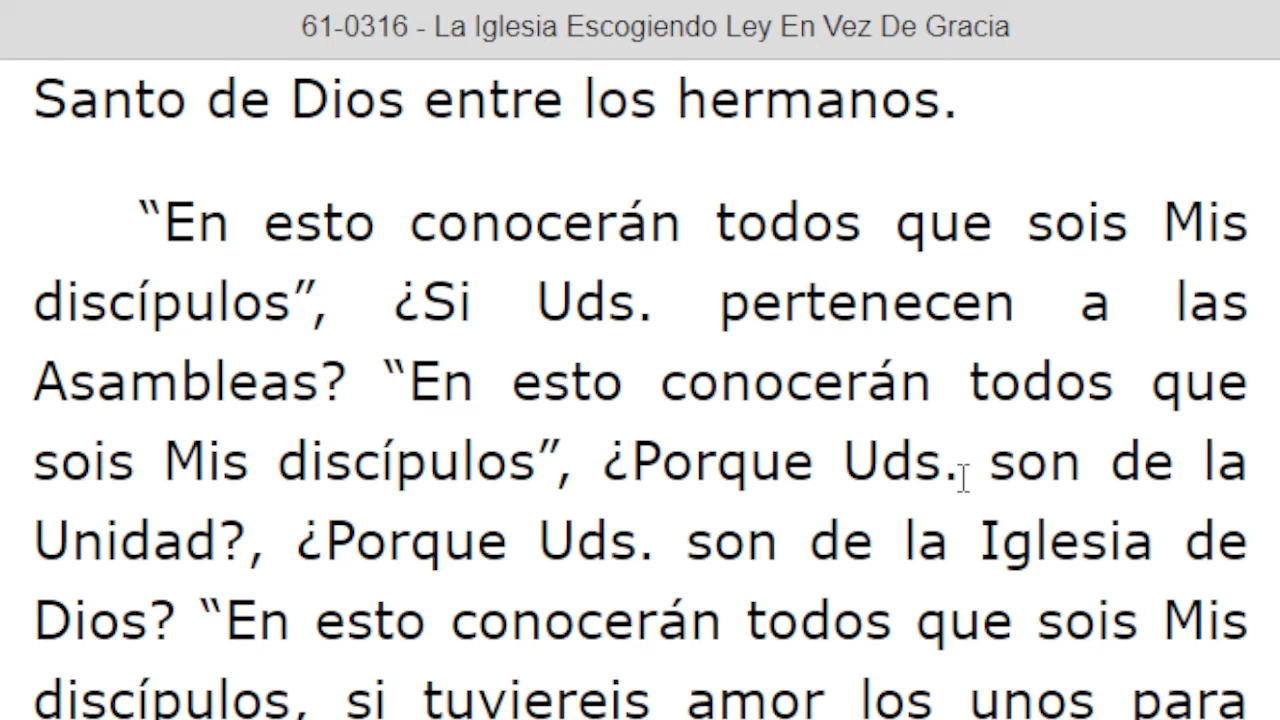 61-0316 - La Iglesia Escogiendo Ley En Vez De Gracia
Santo de Dios entre los hermanos.
“En esto conocerán todos que sois Mis
discípulos”, ¿Si Uds. pertenecen a las
Asambleas? “En esto conocerán todos que
sois Mis discípulos”, ¿Porque Uds. son de la
Unidad?, ¿Porque Uds. son de la Iglesia de
Dios? “En esto conocerán todos que sois Mis
discípulos, si tuviereis amor los unos para